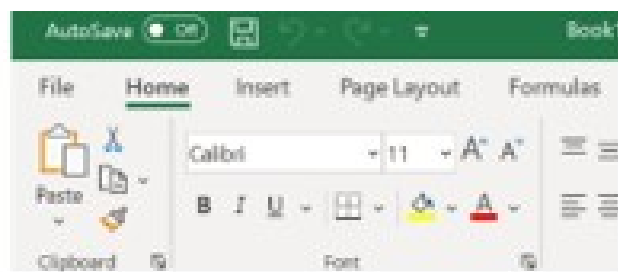 AutoSave Off Book1
File Home Insert Page Layout Formulas
Calibri 11 A A
Paste
B I U A
Clipboard Font